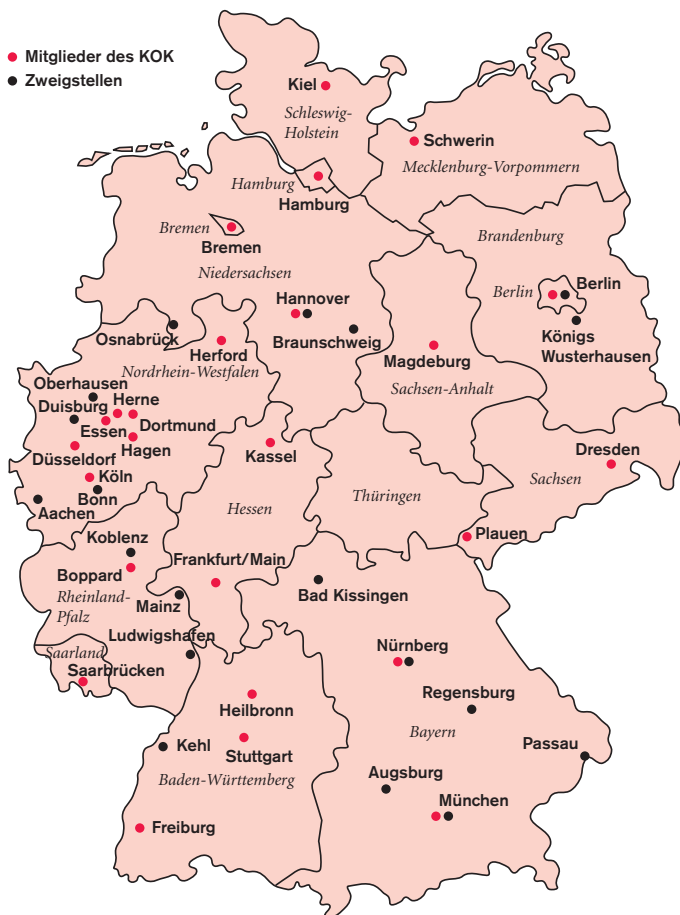 Mitglieder des KOK
Zweigstellen
Kiel
Schleswig-
Holstein
Schwerin
Mecklenburg-Vorpommern
Hamburg
Hamburg
Bremen
Bremen
Niedersachsen
Brandenburg
Berlin
Berlin
Hannover
Braunschweig
Königs
Wusterhausen
Osnabrück
Herford
Nordrhein-Westfalen
Magdeburg
Sachsen-Anhalt
Oberhausen
Duisburg
Herne
Essen
Dortmund
Hagen
Düsseldorf
Köln
Bonn
Aachen
Kassel
Hessen
Thüringen
Dresden
Sachsen
Plauen
Koblenz
Boppard
Rheinland-
Pfalz
Mainz
Frankfurt/Main
Bad Kissingen
Ludwigshafen
Saarland
Saarbrücken
Nürnberg
Regensburg
Bayern
Heilbronn
Stuttgart
Kehl
Baden-Württemberg
Passau
Augsburg
München
Freiburg